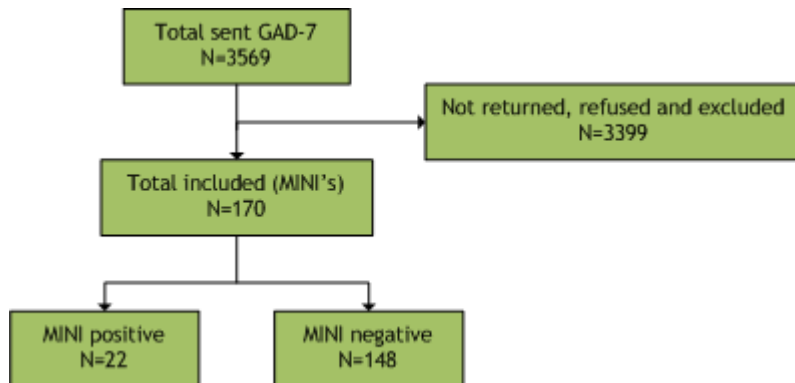 Total sent GAD-7
N=3569
Not returned, refused and excluded
N=3399
Total included (MINI's)
N=170
MINI positive
N=22
MINI negative
N=148